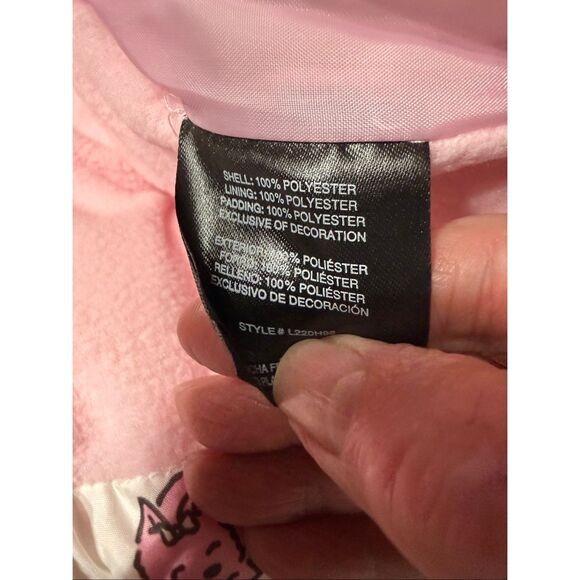 SHELL: 100% POLYESTER
LINING: 100% POLYESTER
PADDING: 100% POLYESTER
EXCLUSIVE OF DECORATION
EXTERIOR: 100% POLIÉSTER
FORRO: 100% POLIÉSTER
RELLENO: 100% POLIÉSTER
EXCLUSIVO DE DECORACIÓN
STYLE#